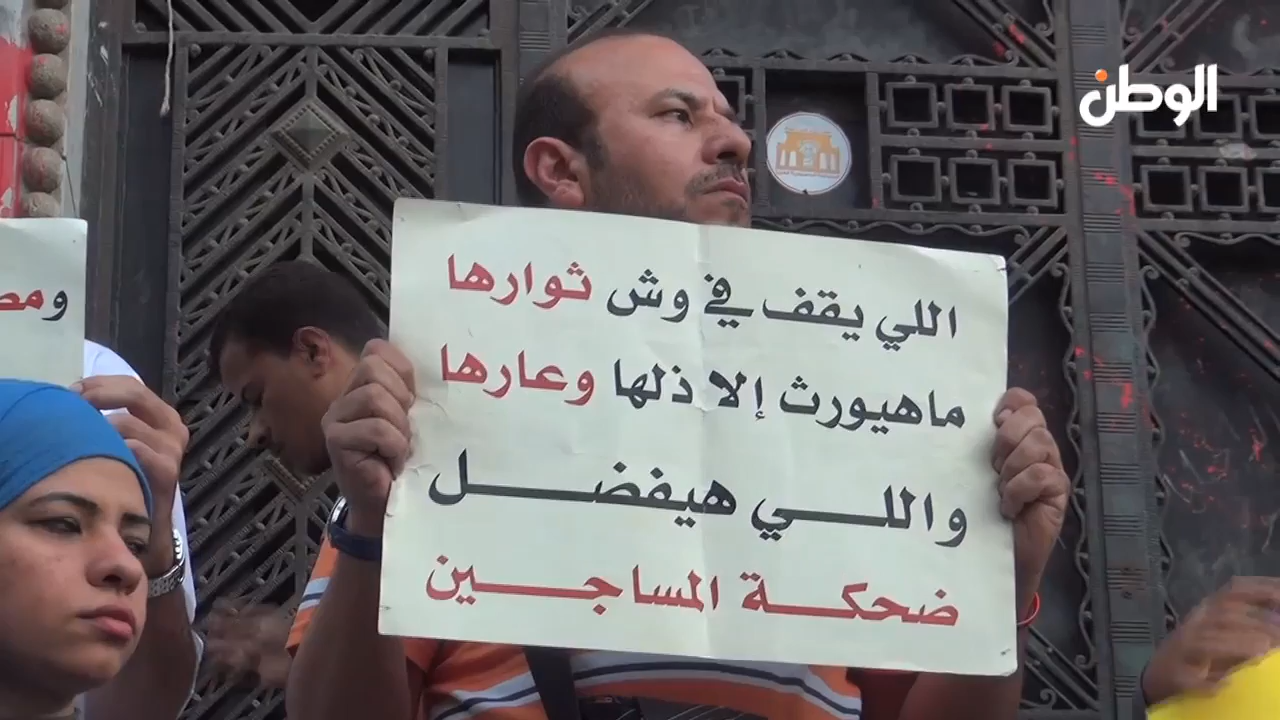 الوطن
اللي يقف في وش ثوارها
ماهيورث إلا ذلها وعارها
واللي هيفضل
ضحكة المساجين